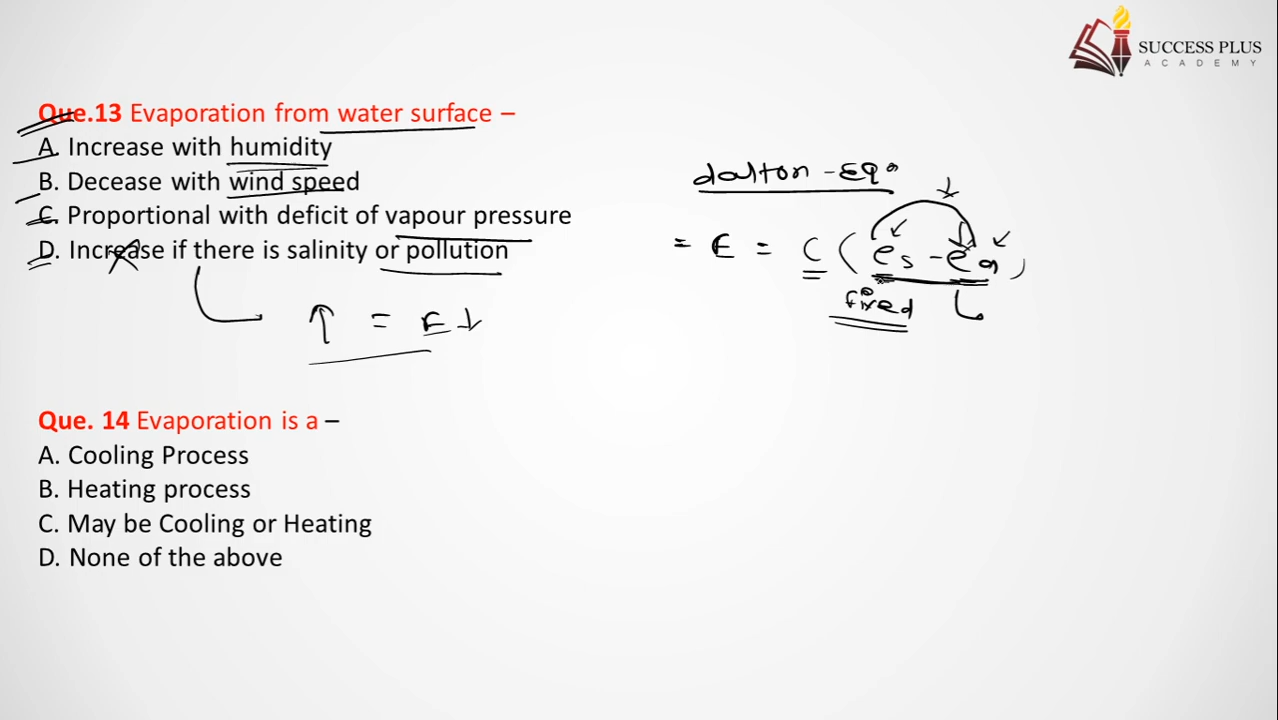 SUCCESS PLUS
ACADEMY
Que.13 Evaporation from water surface –
A. Increase with humidity
B. Decease with wind speed
C. Proportional with deficit of vapour pressure
D. Increase if there is salinity or pollution
↑ = E↓
dalton - Eqn
= E = C (es - ea)
fixed
Que. 14 Evaporation is a –
A. Cooling Process
B. Heating process
C. May be Cooling or Heating
D. None of the above